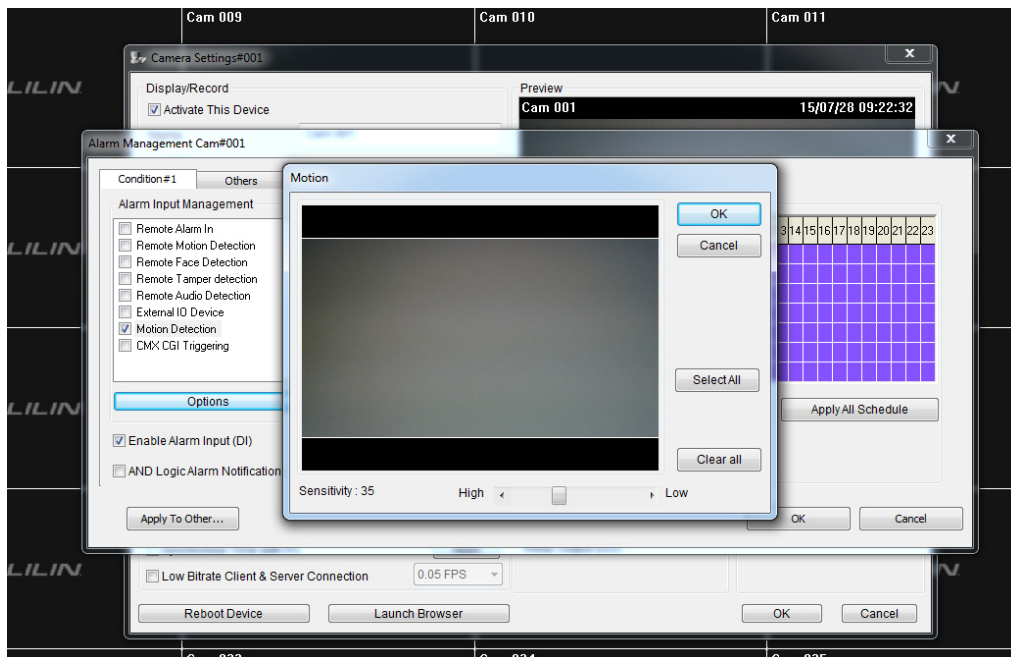 Cam 009
Cam 010
Cam 011
Camera Settings#001
x
LILIN
Display/Record
Preview
Activate This Device
Cam 001
15/07/28 09:22:32
Alarm Management Cam#001
x
Condition#1
Others
Motion
Alarm Input Management
OK
Remote Alarm In
Remote Motion Detection
Cancel
LILIN
Remote Face Detection
Remote Tamper detection
Remote Audio Detection
External IO Device
Motion Detection
CMX CGI Triggering
3 14 15 16 17 18 19 20 21 22 23
Select All
Options
LILIN
Apply All Schedule
Enable Alarm Input (DI)
Clear all
AND Logic Alarm Notification
Sensitivity : 35
High
Low
Apply To Other...
OK
Cancel
LILIN
Low Bitrate Client & Server Connection
0.05 FPS
Reboot Device
Launch Browser
OK
Cancel